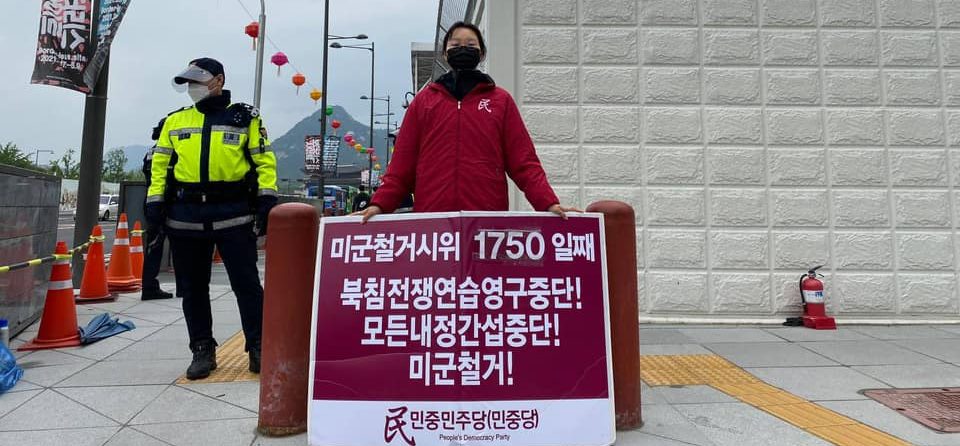 미군철거시위 1750 일째
북침전쟁연습영구중단!
모든내정간섭중단!
미군철거!
民 민중민주당(민중당)
People's Democracy Party
民